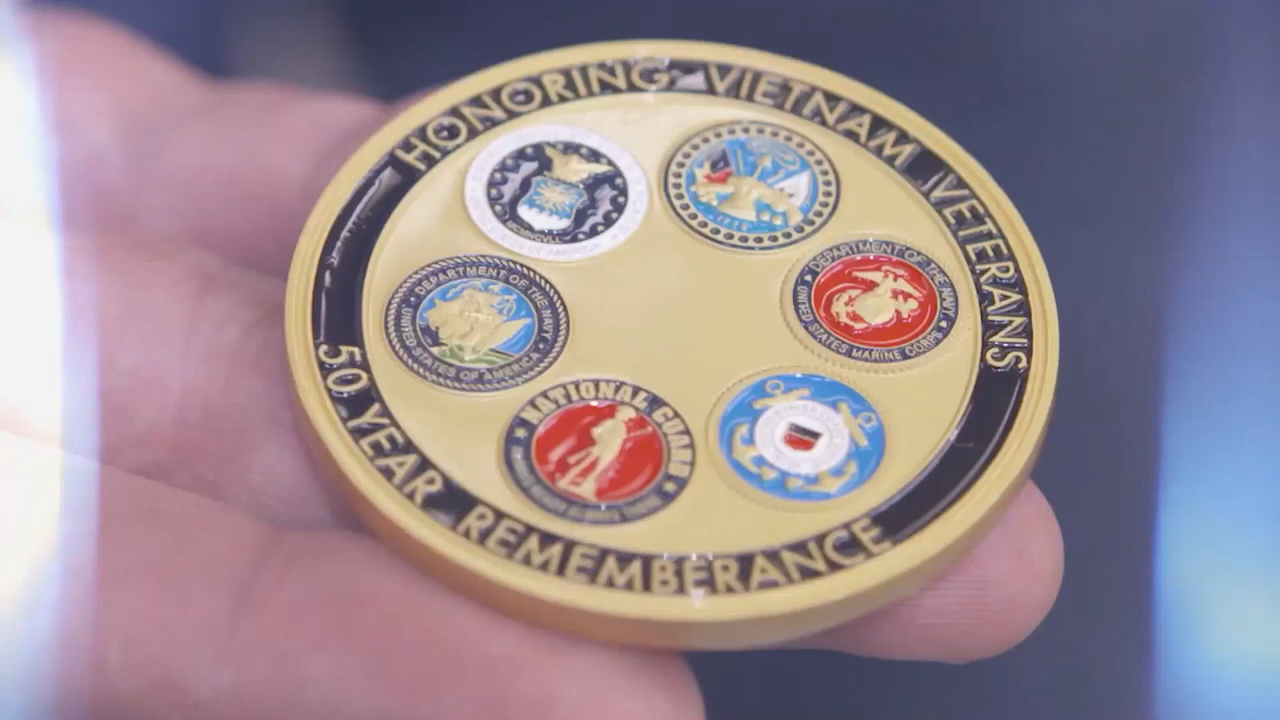 HONORING VIETNAM VETERANS
MCMXCVLL
DEPARTMENT OF THE NAVY
UNITED STATES OF AMERICA
DEPARTMENT OF THE NAVY
UNITED STATES MARINE CORPS
NATIONAL GUARD
50 YEAR REMEMBERANCE